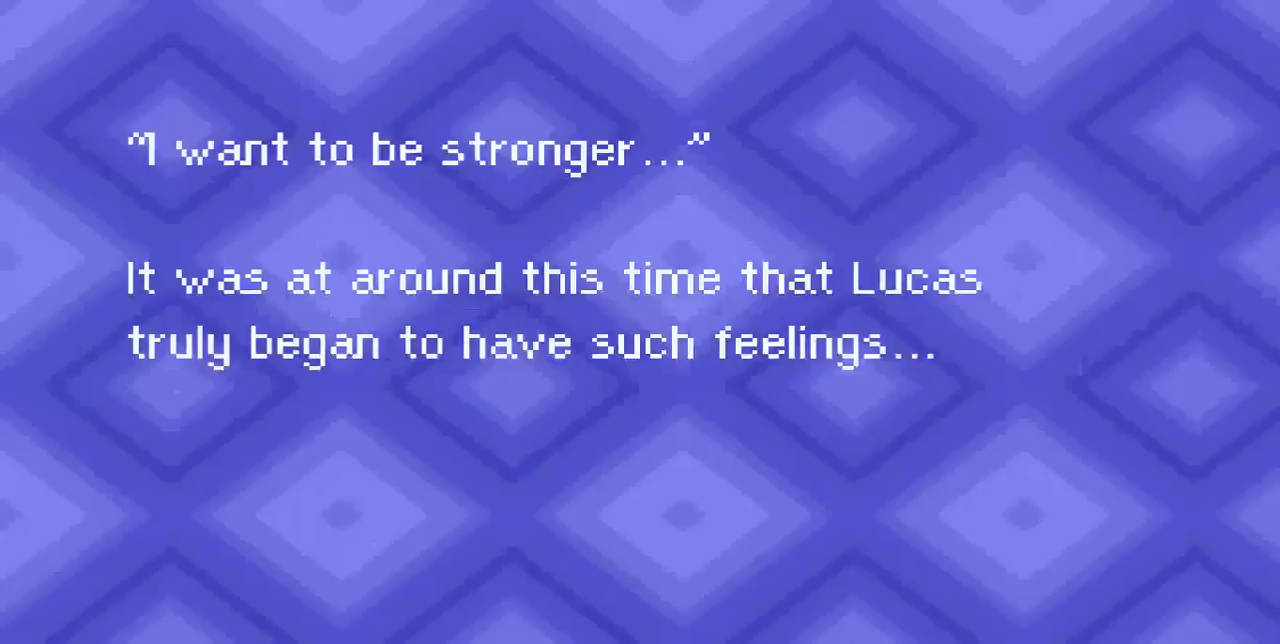 “I want to be stronger...”
It was at around this time that Lucas
truly began to have such feelings...